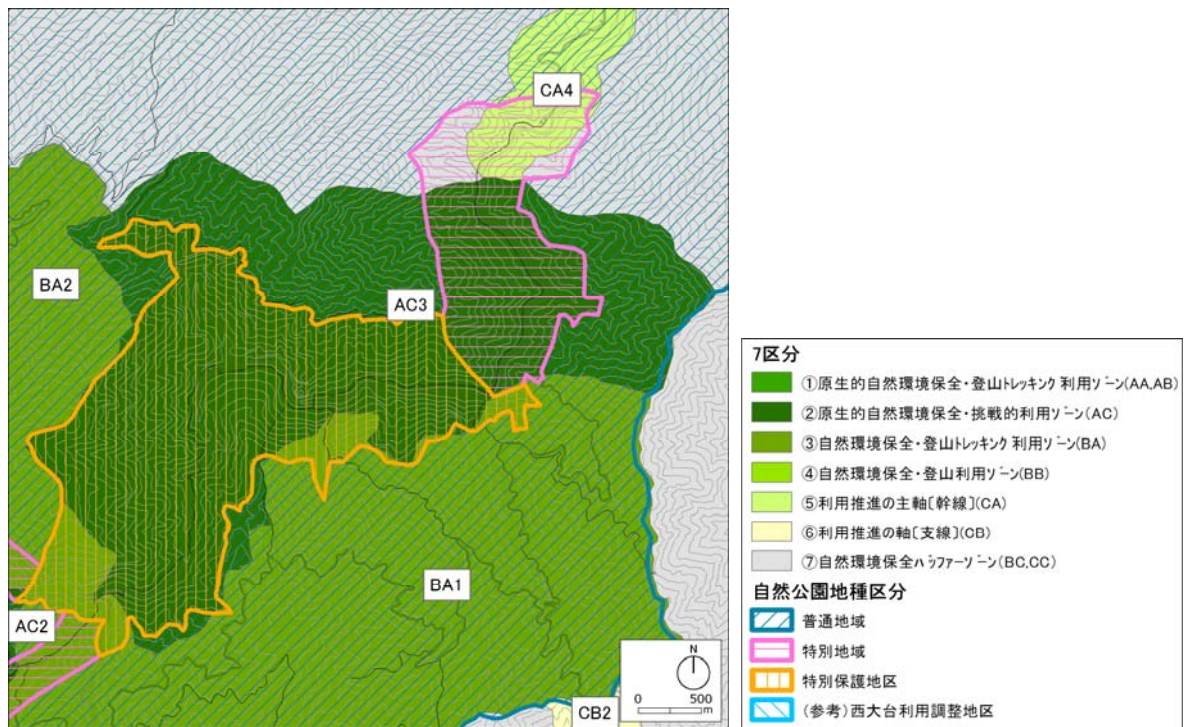 CA4
BA2
AC3
BA1
AC2
CB2
N
0 500
m
7区分
①原生的自然環境保全・登山トレッキング 利用ゾーン(AA,AB)
②原生的自然環境保全・挑戦的利用ゾーン(AC)
③自然環境保全・登山トレッキング 利用ゾーン(BA)
④自然環境保全・登山利用ゾーン(BB)
⑤利用推進の主軸〔幹線〕(CA)
⑥利用推進の軸〔支線〕(CB)
⑦自然環境保全バッファーゾーン(BC,CC)
自然公園地種区分
普通地域
特別地域
特別保護地区
(参考)西大台利用調整地区